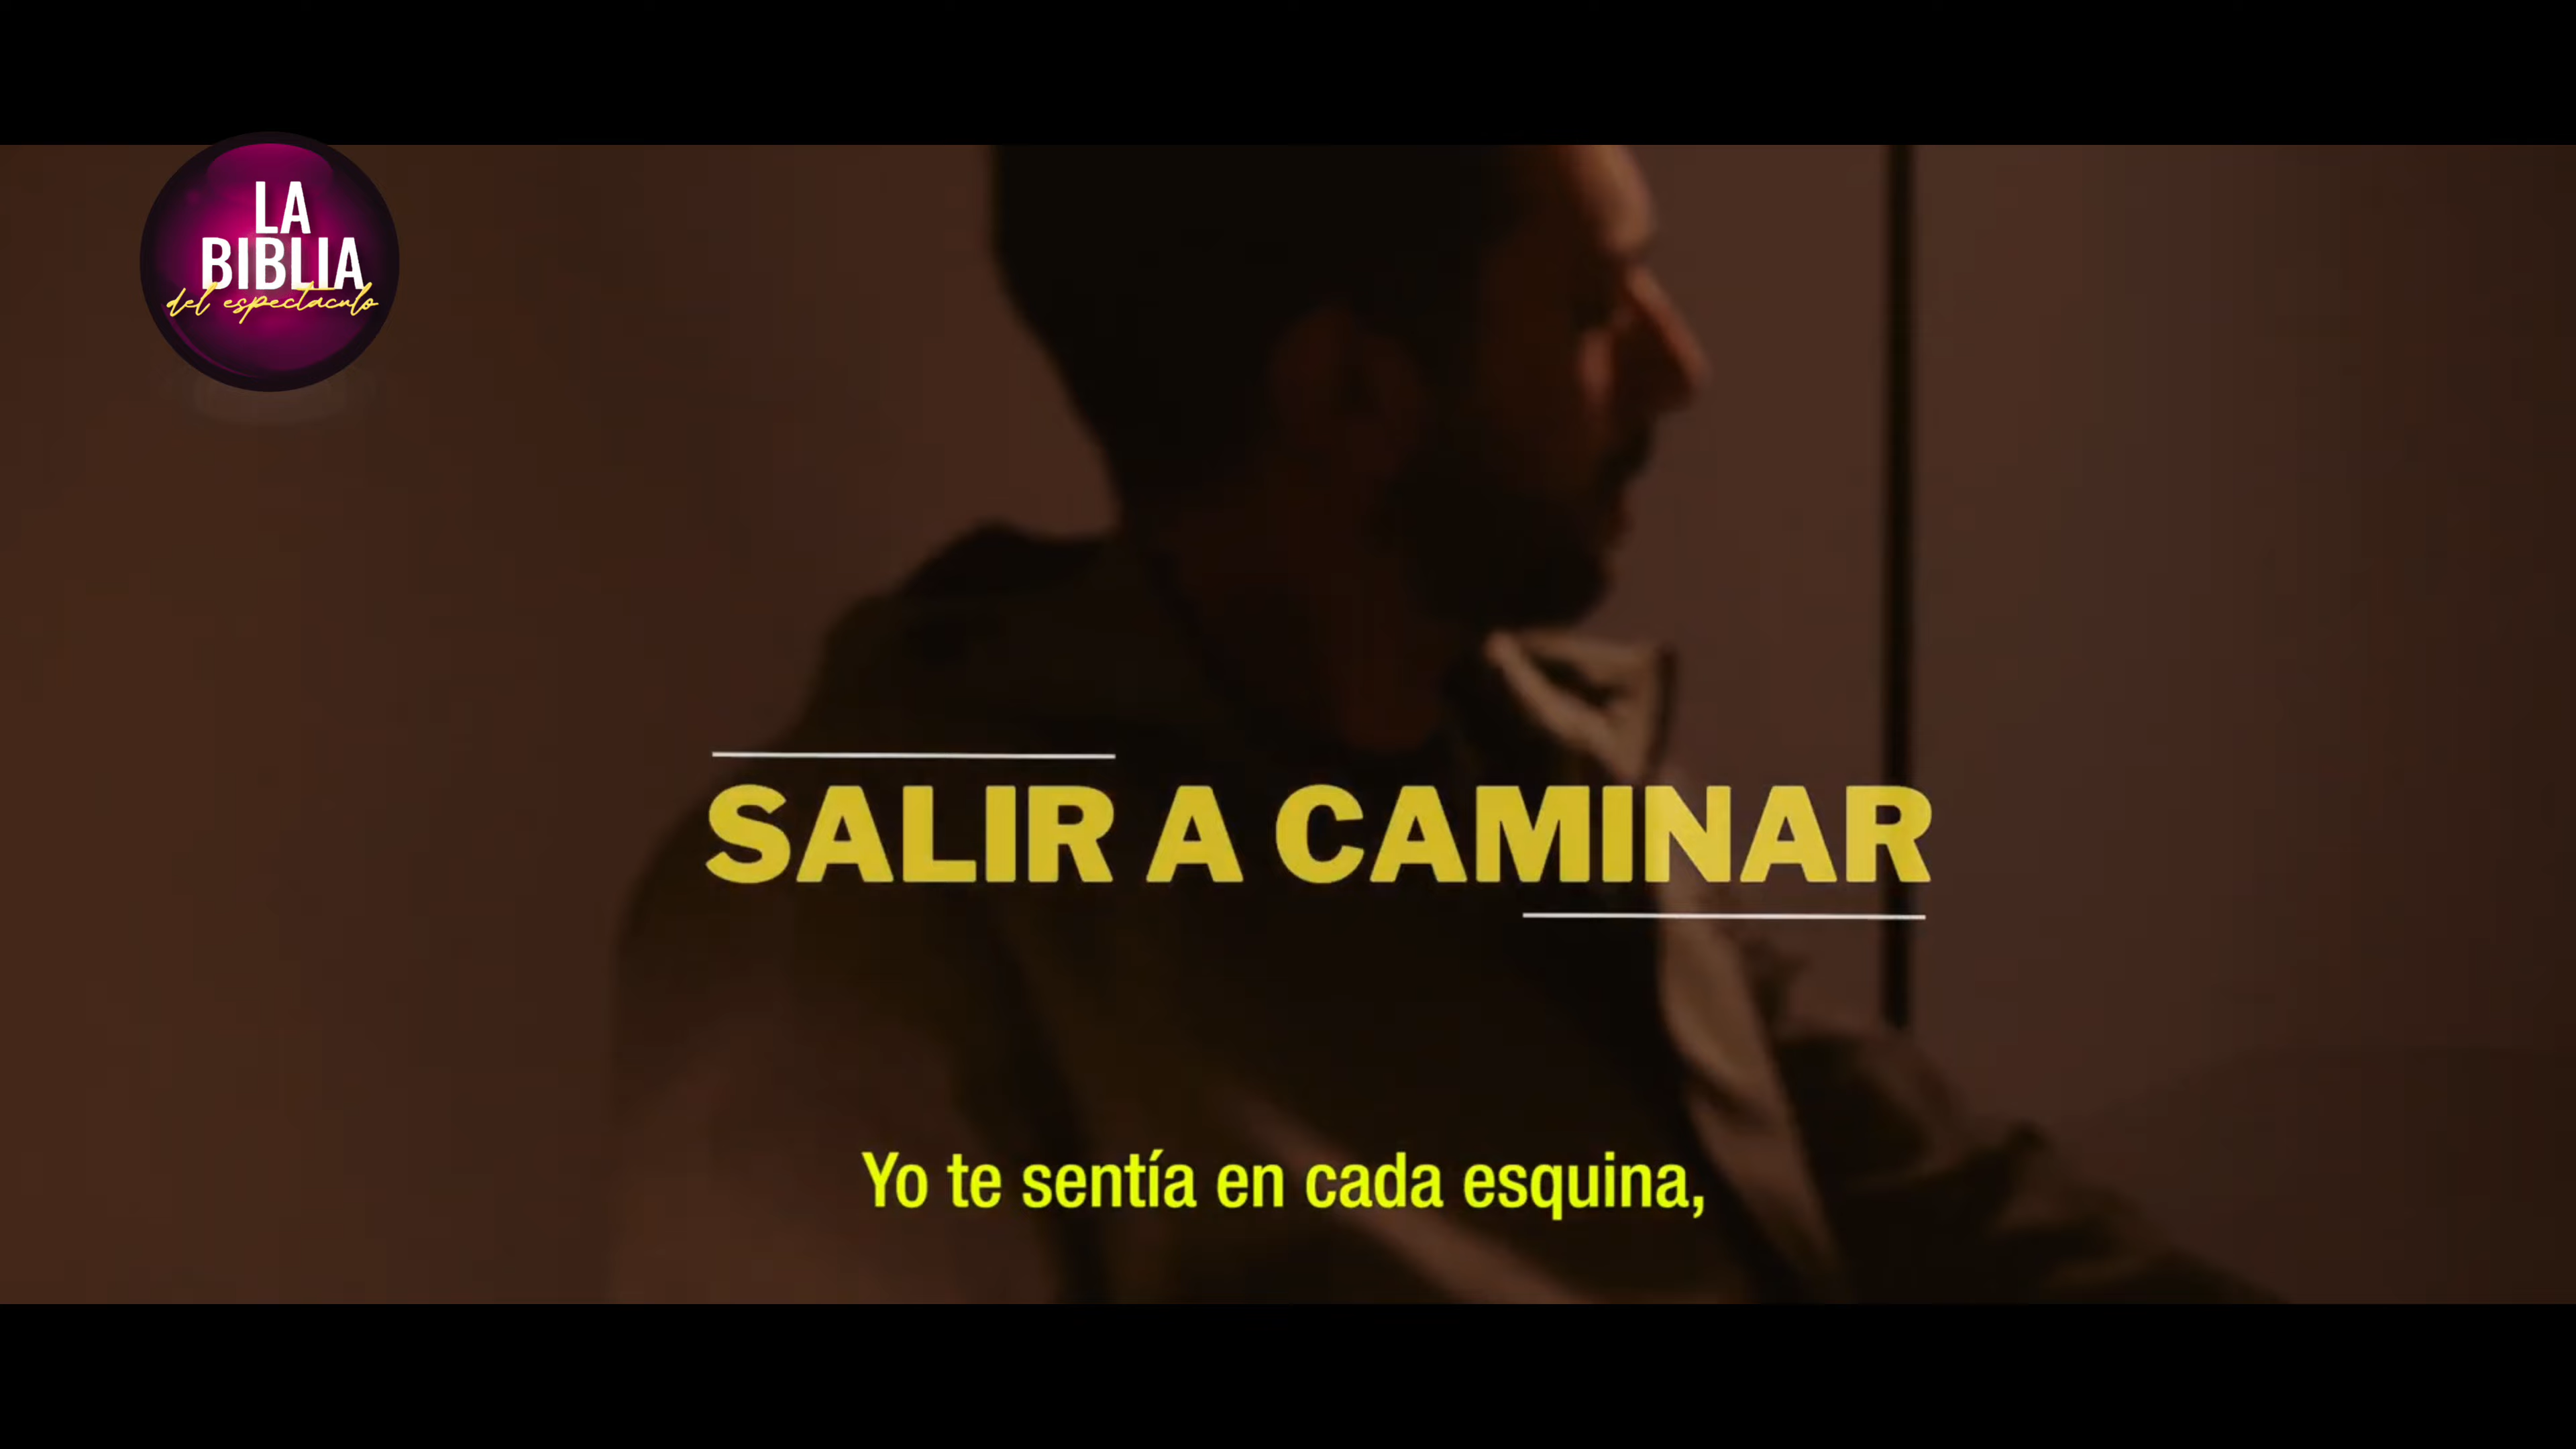 LA
BIBLIA
del espectaculo
SALIR A CAMINAR
Yo te sentía en cada esquina,